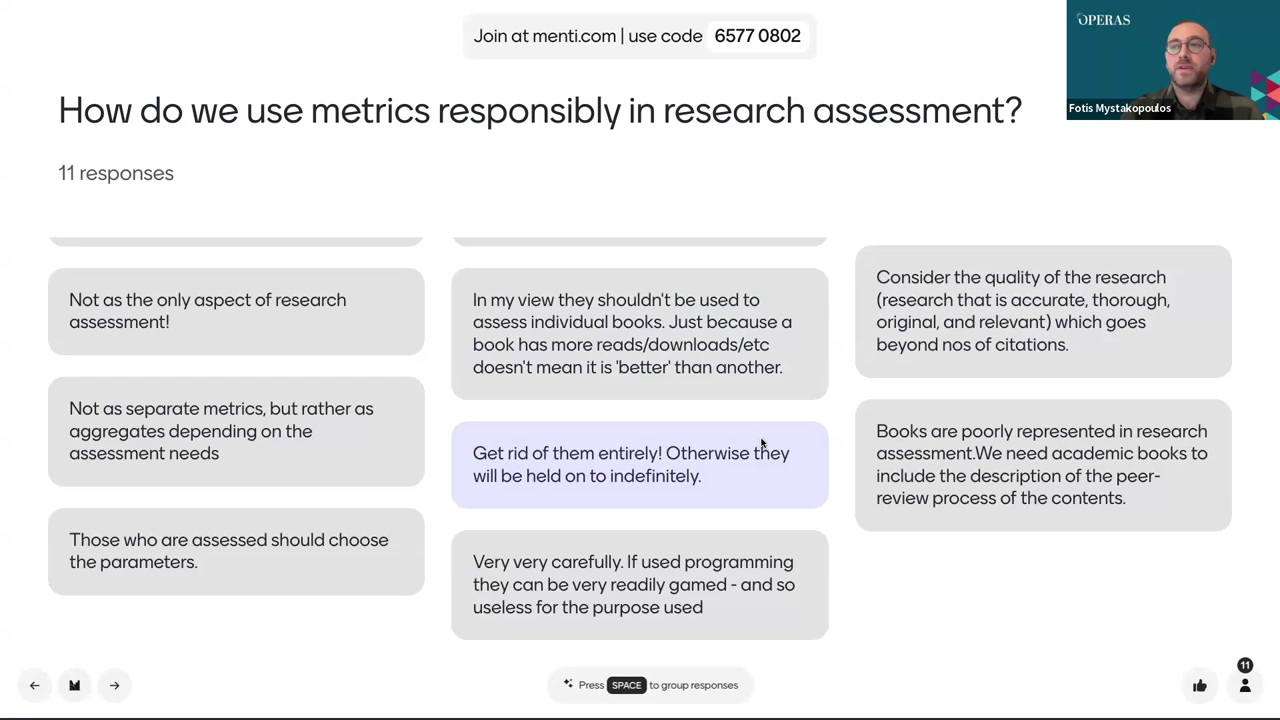 Join at menti.com | use code 6577 0802
OPERAS
Fotis Mystakopoulos
How do we use metrics responsibly in research assessment?
11 responses
Not as the only aspect of research
assessment!
Not as separate metrics, but rather as
aggregates depending on the
assessment needs
Those who are assessed should choose
the parameters.
In my view they shouldn't be used to
assess individual books. Just because a
book has more reads/downloads/etc
doesn't mean it is 'better' than another.
Get rid of them entirely! Otherwise they
will be held on to indefinitely.
Very very carefully. If used programming
they can be very readily gamed - and so
useless for the purpose used
Consider the quality of the research
(research that is accurate, thorough,
original, and relevant) which goes
beyond nos of citations.
Books are poorly represented in research
assessment.We need academic books to
include the description of the peer-
review process of the contents.
Press SPACE to group responses
11